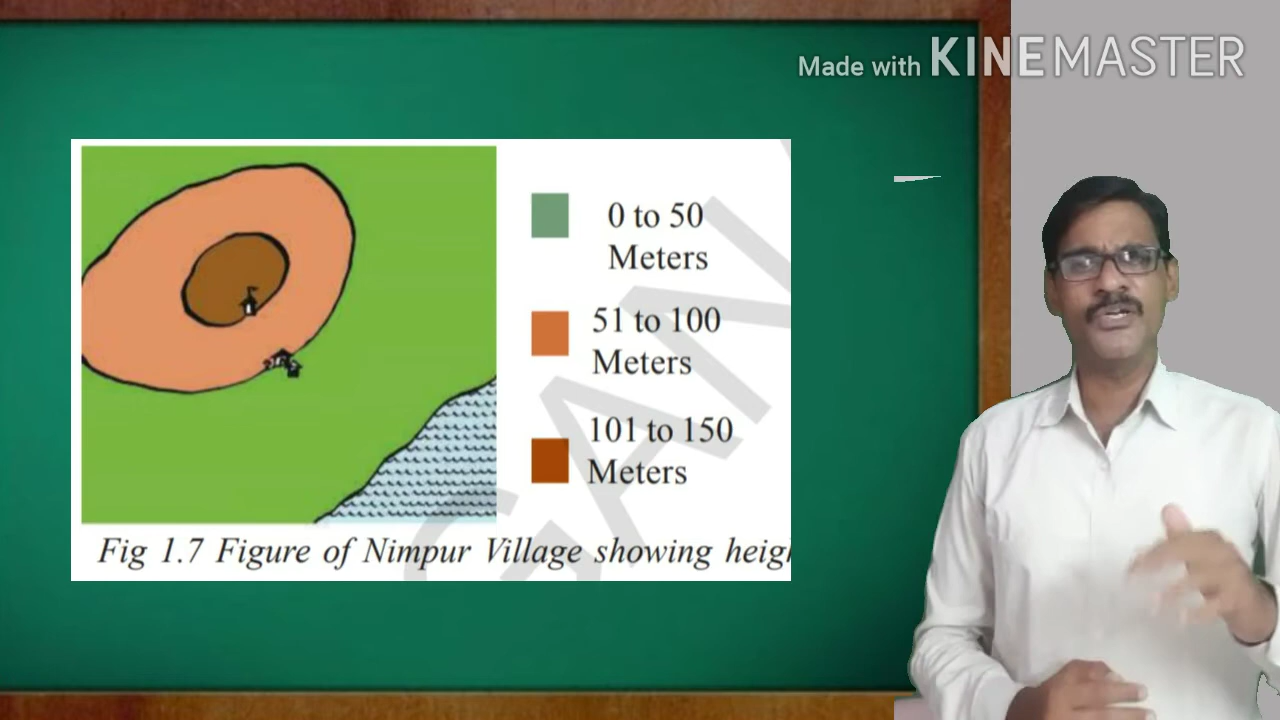 Made with KINEMASTER
0 to 50
Meters
51 to 100
Meters
101 to 150
Meters
Fig 1.7 Figure of Nimpur Village showing